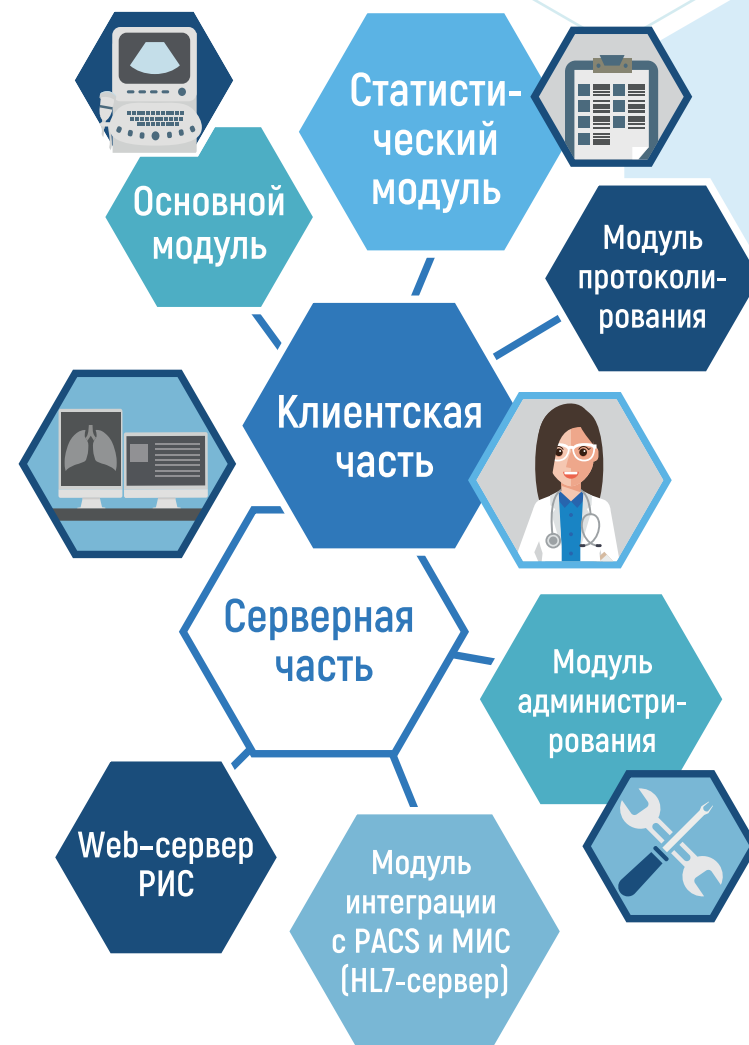 Статисти-
ческий
модуль
Основной
модуль
Модуль
протоколи-
рования
Клиентская
часть
Серверная
часть
Модуль
администри-
рования
Web-сервер
РИС
Модуль
интеграции
с PACS и МИС
(HL7-сервер)